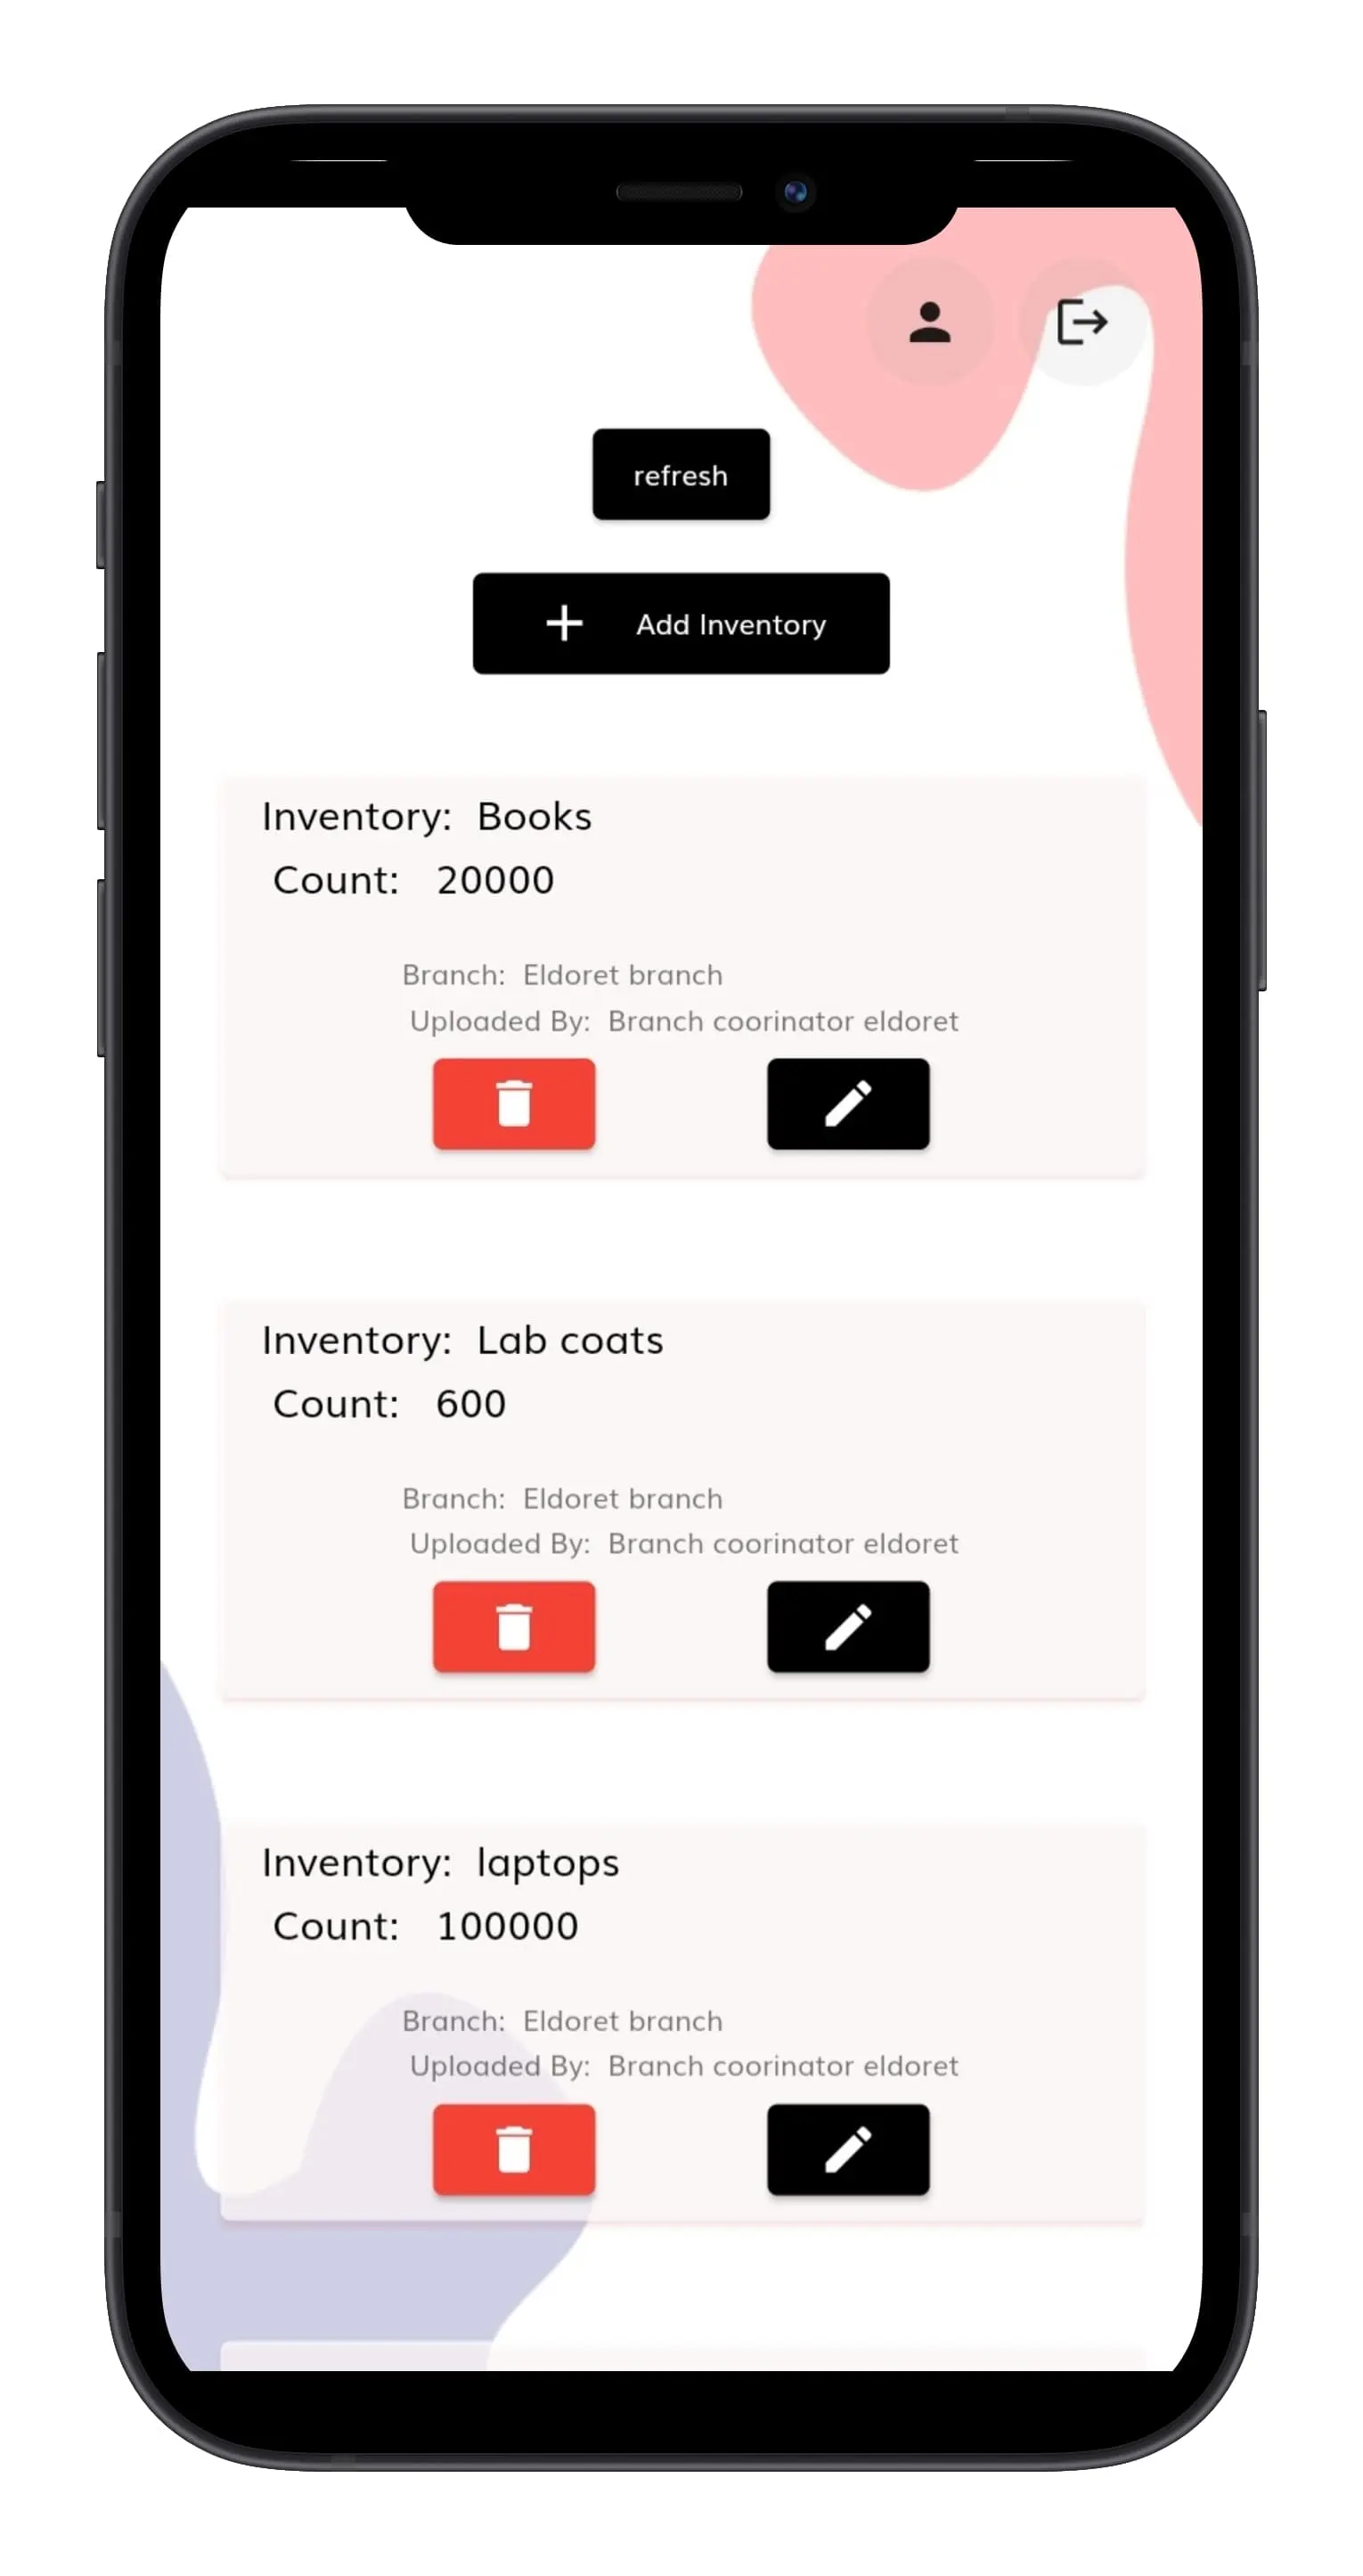 refresh
Add Inventory
Inventory: Books
Count: 20000
Branch: Eldoret branch
Uploaded By: Branch coorinator eldoret
Inventory: Lab coats
Count: 600
Branch: Eldoret branch
Uploaded By: Branch coorinator eldoret
Inventory: laptops
Count: 100000
Branch: Eldoret branch
Uploaded By: Branch coorinator eldoret